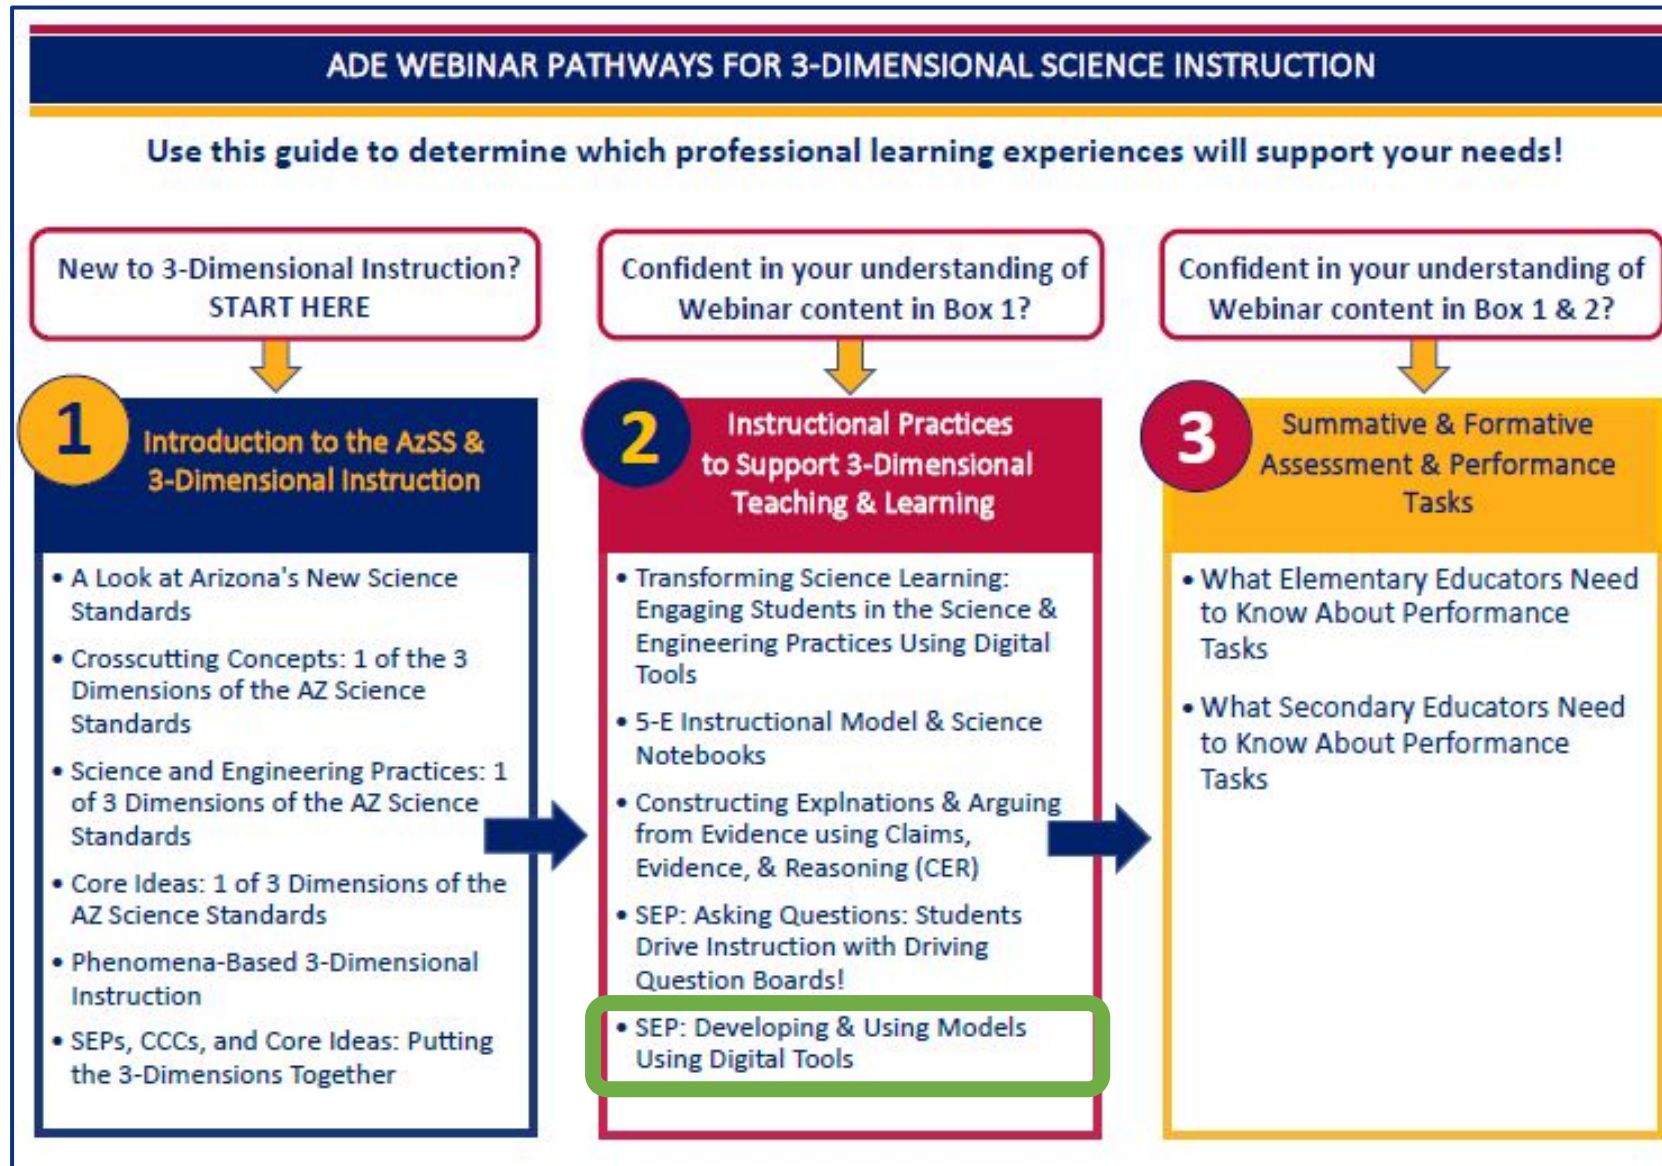 ADE WEBINAR PATHWAYS FOR 3-DIMENSIONAL SCIENCE INSTRUCTION
Use this guide to determine which professional learning experiences will support your needs!
New to 3-Dimensional Instruction?
START HERE
1
Introduction to the AzSS &
3-Dimensional Instruction
• A Look at Arizona's New Science
Standards
• Crosscutting Concepts: 1 of the 3
Dimensions of the AZ Science
Standards
• Science and Engineering Practices: 1
of 3 Dimensions of the AZ Science
Standards
• Core Ideas: 1 of 3 Dimensions of the
AZ Science Standards
• Phenomena-Based 3-Dimensional
Instruction
• SEPs, CCCs, and Core Ideas: Putting
the 3-Dimensions Together
Confident in your understanding of
Webinar content in Box 1?
2
Instructional Practices
to Support 3-Dimensional
Teaching & Learning
• Transforming Science Learning:
Engaging Students in the Science &
Engineering Practices Using Digital
Tools
• 5-E Instructional Model & Science
Notebooks
• Constructing Explnations & Arguing
from Evidence using Claims,
Evidence, & Reasoning (CER)
• SEP: Asking Questions: Students
Drive Instruction with Driving
Question Boards!
• SEP: Developing & Using Models
Using Digital Tools
Confident in your understanding of
Webinar content in Box 1 & 2?
3
Summative & Formative
Assessment & Performance
Tasks
• What Elementary Educators Need
to Know About Performance
Tasks
• What Secondary Educators Need
to Know About Performance
Tasks